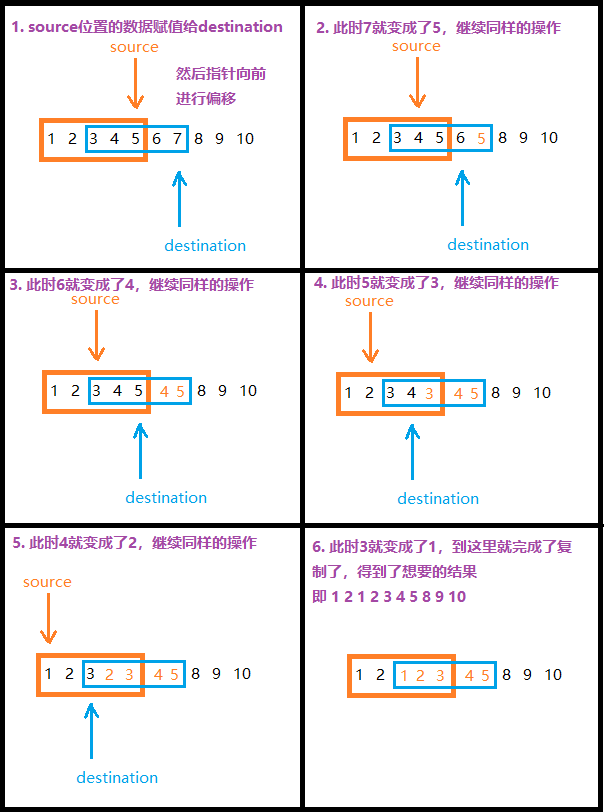 1. source位置的数据赋值给destination
source
然后指针向前
进行偏移
1 2 3 4 5 6 7 8 9 10
destination
2. 此时7就变成了5，继续同样的操作
source
1 2 3 4 5 6 5 8 9 10
destination
3. 此时6就变成了4，继续同样的操作
source
1 2 3 4 5 4 5 8 9 10
destination
4. 此时5就变成了3，继续同样的操作
source
1 2 3 4 3 4 5 8 9 10
destination
5. 此时4就变成了2，继续同样的操作
source
1 2 3 2 3 4 5 8 9 10
destination
6. 此时3就变成了1，到这里就完成了复
制了，得到了想要的结果
即 1 2 1 2 3 4 5 8 9 10
1 2 1 2 3 4 5 8 9 10